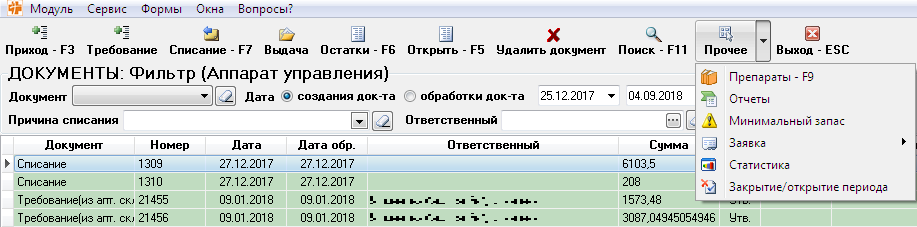 Модуль Сервис Формы Окна Вопросы?
Приход - F3 Требование Списание - F7 Выдача Остатки - F6 Открыть - F5 Удалить документ Поиск - F11 Прочее Выход - ESC
ДОКУМЕНТЫ: Фильтр (Аппарат управления)
Документ Дата создания док-та обработки док-та 25.12.2017 04.09.2018
Причина списания Ответственный
Препараты - F9
Отчеты
Минимальный запас
Заявка
Статистика
Закрытие/открытие периода
Документ Номер Дата Дата обр. Ответственный Сумма
Списание 1309 27.12.2017 27.12.2017 6103,5
Списание 1310 27.12.2017 27.12.2017 208
Требование(из апт. скл 21455 09.01.2018 09.01.2018 1573,48 Утв.
Требование(из апт. скл 21456 09.01.2018 09.01.2018 3087,04945054946 Утв.